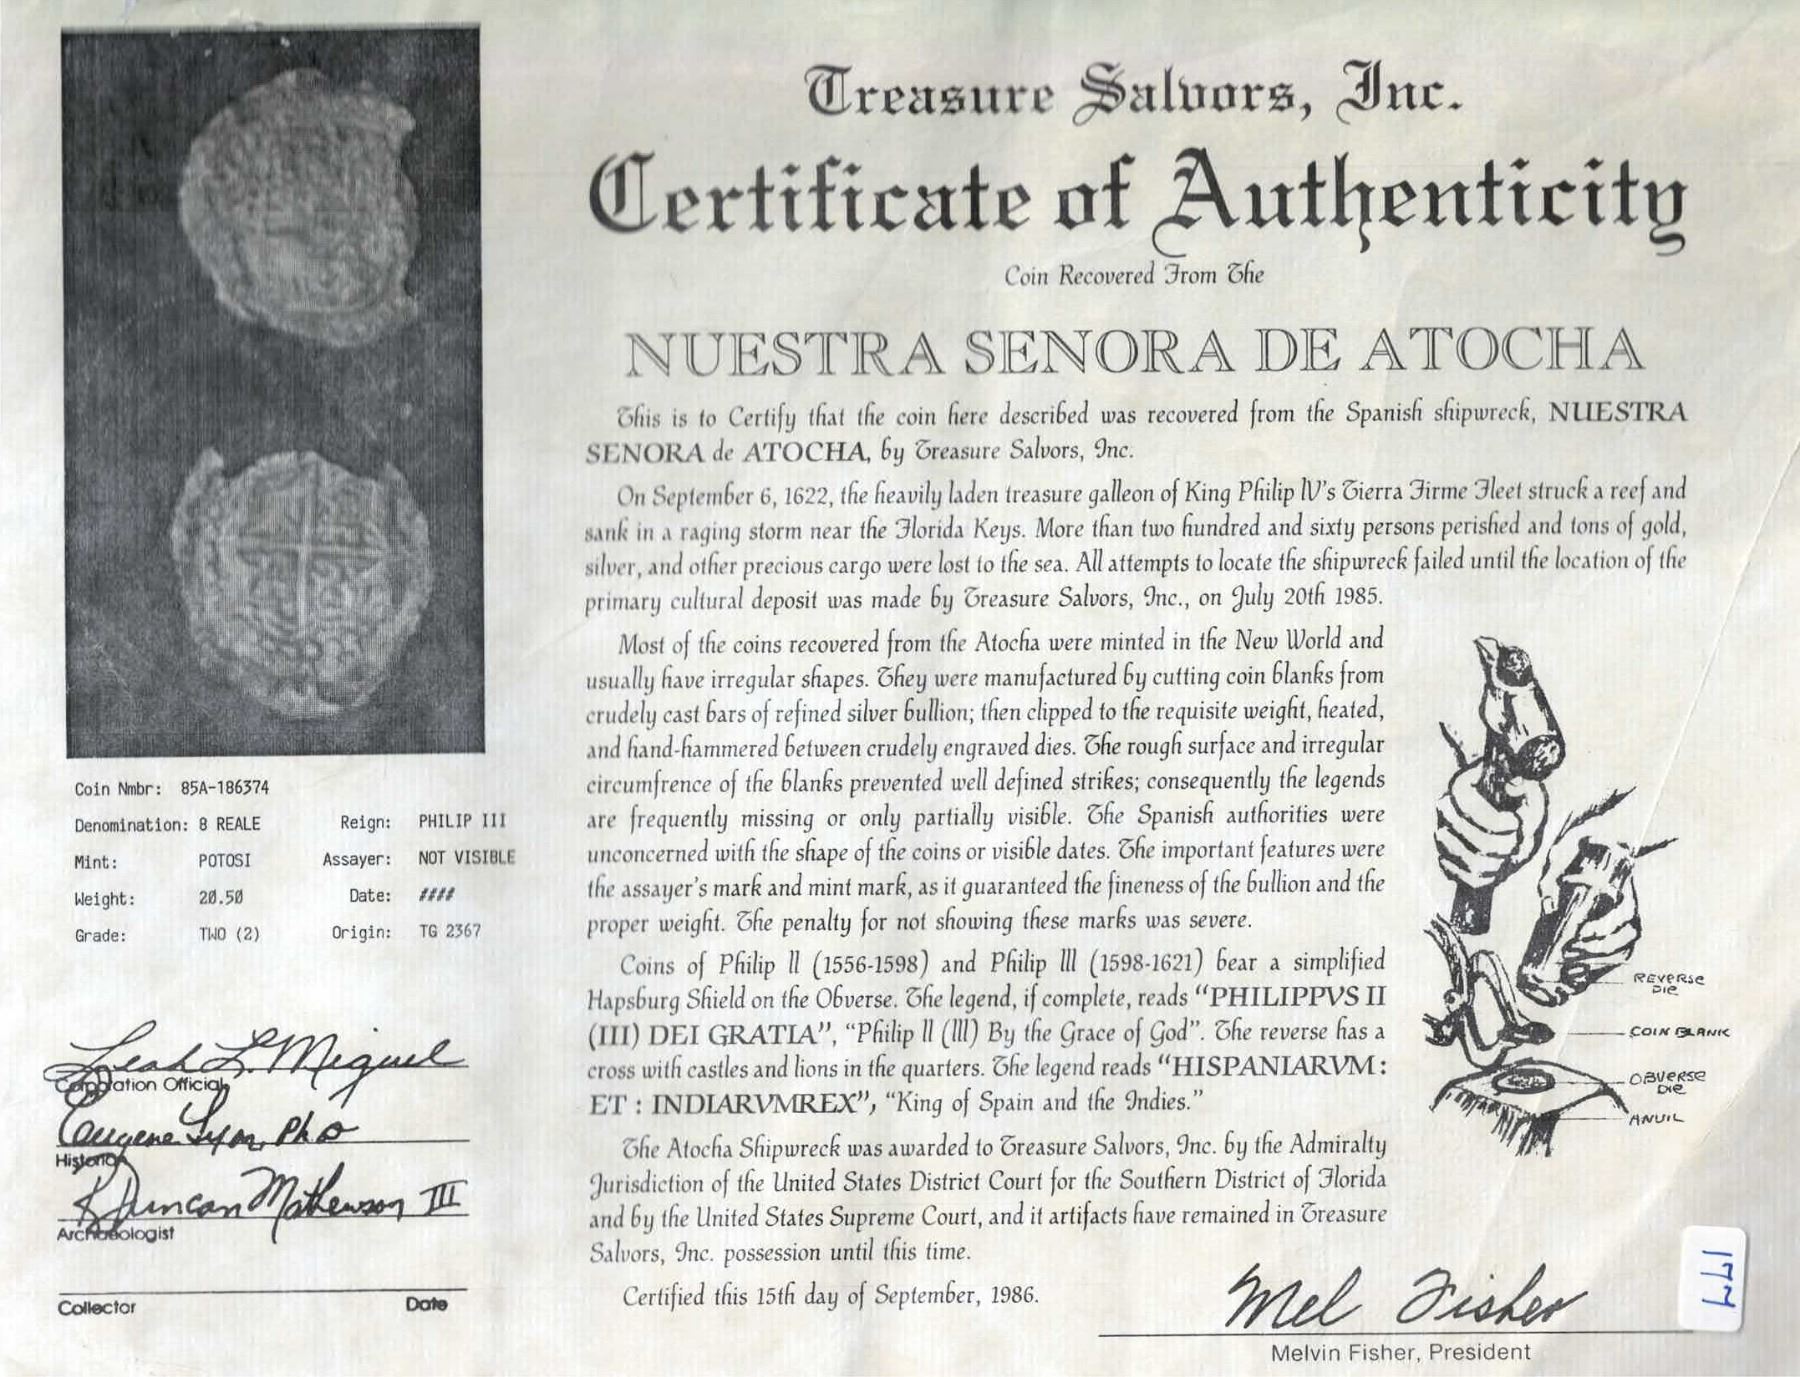 Treasure Salvors, Inc.
Certificate of Authenticity
Coin Recovered From The
NUESTRA SENORA DE ATOCHA
This is to Certify that the coin here described was recovered from the Spanish shipwreck, NUESTRA
SENORA de ATOCHA, by Treasure Salvors, Inc.
On September 6, 1622, the heavily laden treasure galleon of King Philip IV's Tierra Firme Fleet struck a reef and
sank in a raging storm near the Florida Keys. More than two hundred and sixty persons perished and tons of gold,
silver, and other precious cargo were lost to the sea. All attempts to locate the shipwreck failed until the location of the
primary cultural deposit was made by Treasure Salvors, Inc., on July 20th 1985.
Most of the coins recovered from the Atocha were minted in the New World and
usually have irregular shapes. They were manufactured by cutting coin blanks from
crudely cast bars of refined silver bullion; then clipped to the requisite weight, heated,
and hand-hammered between crudely engraved dies. The rough surface and irregular
circumfrence of the blanks prevented well defined strikes; consequently the legends
are frequently missing or only partially visible. The Spanish authorities were
unconcerned with the shape of the coins or visible dates. The important features were
the assayer's mark and mint mark, as it guaranteed the fineness of the bullion and the
proper weight. The penalty for not showing these marks was severe.
Coins of Philip II (1556-1598) and Philip III (1598-1621) bear a simplified
Hapsburg Shield on the Obverse. The legend, if complete, reads "PHILIPPVS II
(III) DEI GRATIA", "Philip II (III) By the Grace of God". The reverse has a
cross with castles and lions in the quarters. The legend reads "HISPANIARVM:
ET : INDIARVMREX", "King of Spain and the Indies."
The Atocha Shipwreck was awarded to Treasure Salvors, Inc. by the Admiralty
Jurisdiction of the United States District Court for the Southern District of Florida
and by the United States Supreme Court, and it artifacts have remained in Treasure
Salvors, Inc. possession until this time.
Certified this 15th day of September, 1986.
Mel Fisher
Melvin Fisher, President
REVERSE
DIE
COIN BLANK
OBVERSE
DIE
ANVIL
177
Coin Nmbr: 85A-186374
Denomination: 8 REALE Reign: PHILIP III
Mint: POTOSI Assayer: NOT VISIBLE
Weight: 20.50 Date: ####
Grade: TWO (2) Origin: TG 2367
Leah L. Miguel
Corporation Official
Eugene Lyon, PhD
Historian
R Duncan Mathewson III
Archaeologist
Collector Date